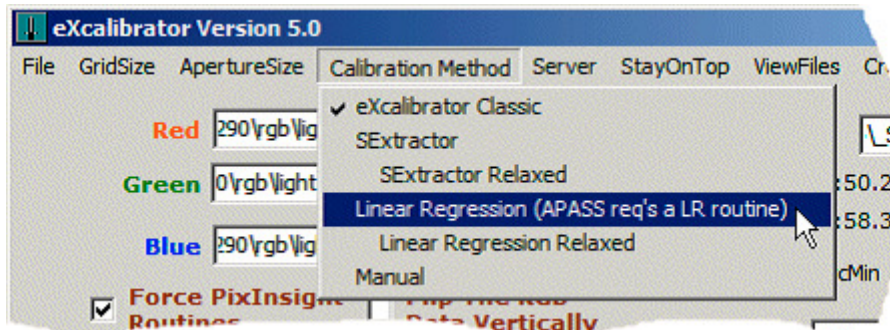 eXcalibrator Version 5.0
File GridSize ApertureSize Calibration Method Server StayOnTop ViewFiles
eXcalibrator Classic
Red 290\rgb\lig
SExtractor
SExtractor Relaxed
Green 0\rgb\light :50.2
Linear Regression (APASS req's a LR routine) :58.3
Blue 290\rgb\lig Linear Regression Relaxed
Manual cMin
Force PixInsight Flip The RGB
Routines Data Vertically